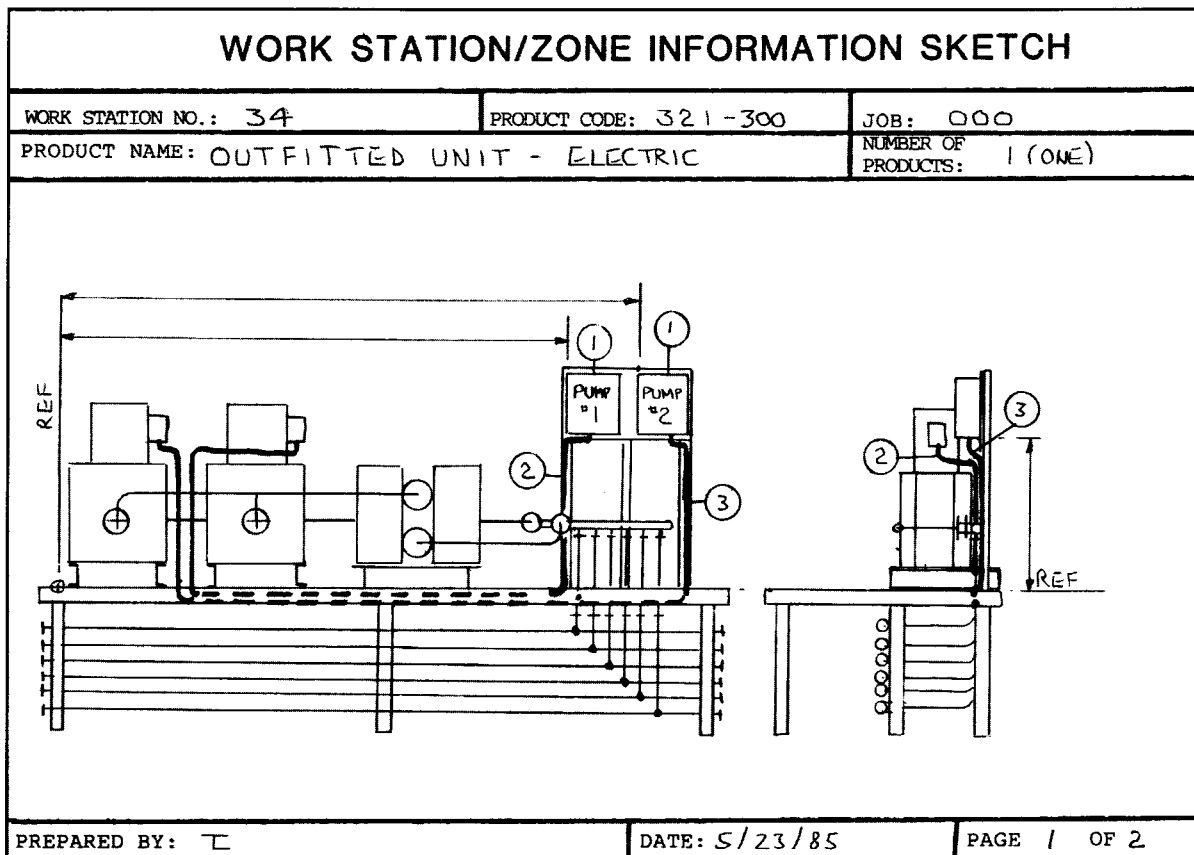 WORK STATION/ZONE INFORMATION SKETCH
WORK STATION NO.: 34
PRODUCT CODE: 321-300
JOB: 000
PRODUCT NAME: OUTFITTED UNIT - ELECTRIC
NUMBER OF
PRODUCTS: 1 (ONE)
REF
1
1
PUMP
#1
PUMP
#2
2
3
3
2
REF
PREPARED BY:
DATE: 5/23/85
PAGE 1 OF 2